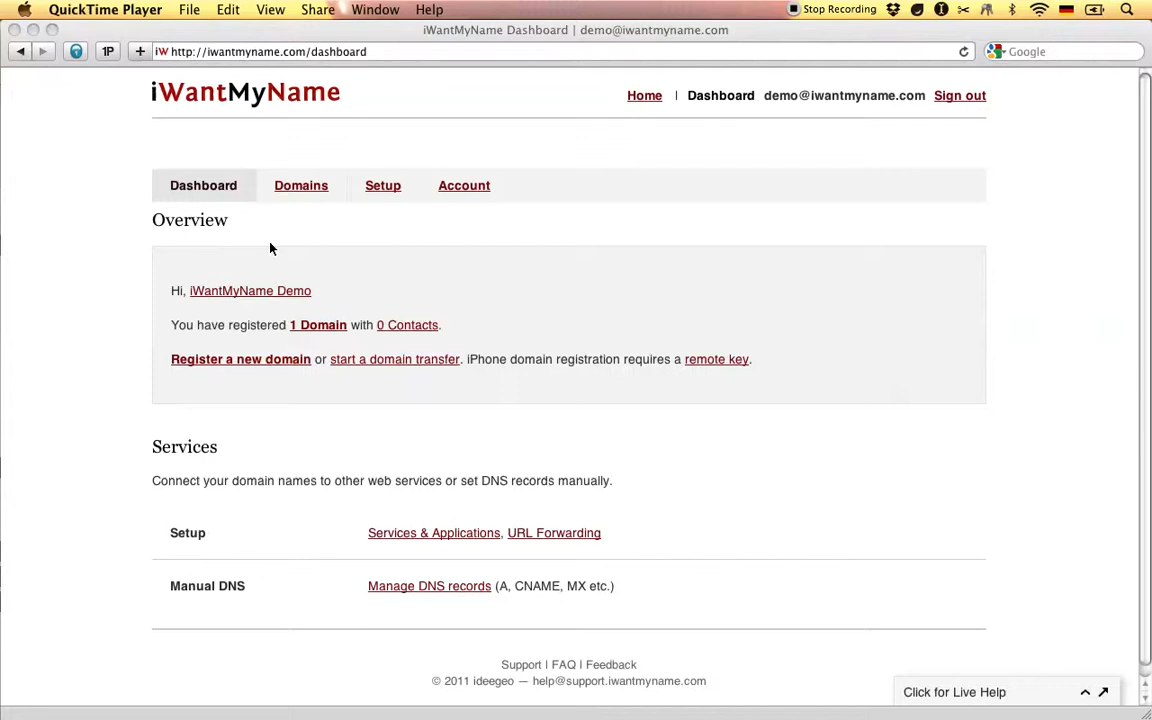 QuickTime Player File Edit View Share Window Help Stop Recording
iWantMyName Dashboard | demo@iwantmyname.com
1P iW http://iwantmyname.com/dashboard Google
iWantMyName Home | Dashboard demo@iwantmyname.com Sign out
Dashboard Domains Setup Account
Overview
Hi, iWantMyName Demo
You have registered 1 Domain with 0 Contacts.
Register a new domain or start a domain transfer. iPhone domain registration requires a remote key.
Services
Connect your domain names to other web services or set DNS records manually.
Setup Services & Applications, URL Forwarding
Manual DNS Manage DNS records (A, CNAME, MX etc.)
Support | FAQ | Feedback
© 2011 ideegeo — help@support.iwantmyname.com
Click for Live Help